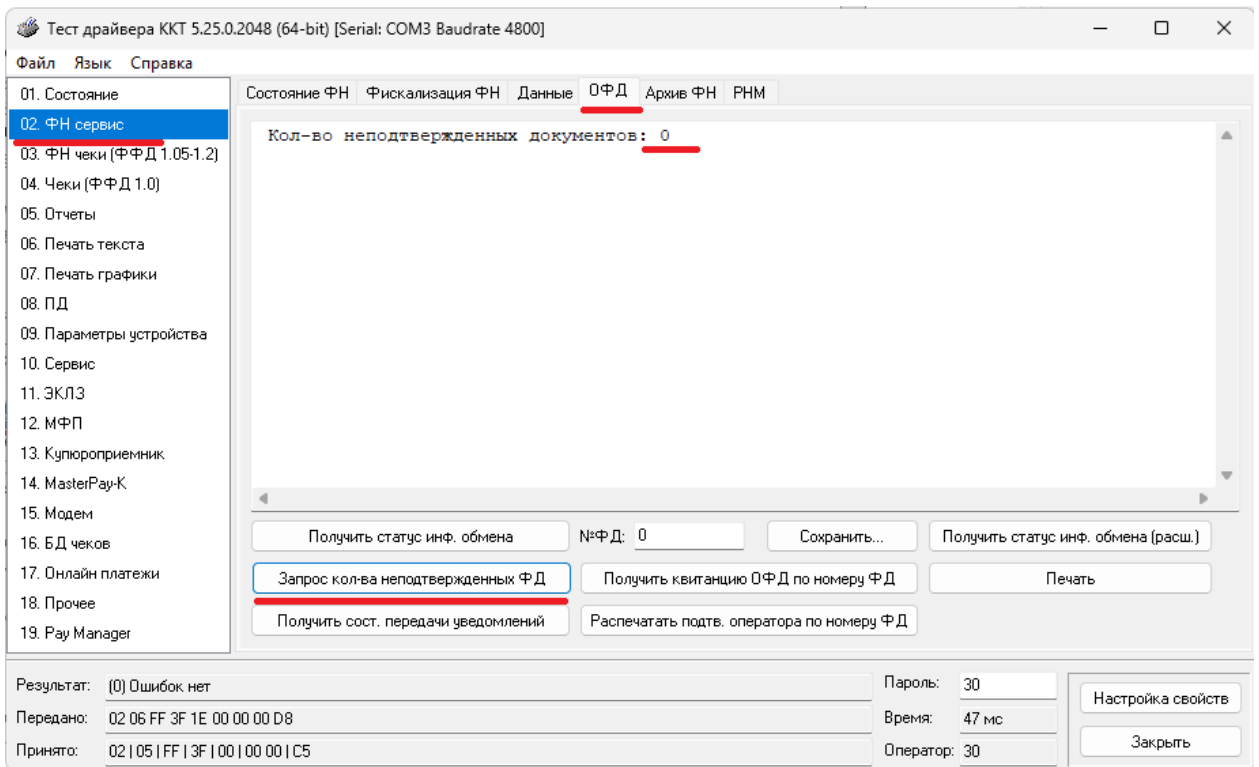 Тест драйвера ККТ 5.25.0.2048 (64-bit) [Serial: COM3 Baudrate 4800]
Файл Язык Справка
01. Состояние
02. ФН сервис
03. ФН чеки (ФФД 1.05-1.2)
04. Чеки (ФФД 1.0)
05. Отчеты
06. Печать текста
07. Печать графики
08. ПД
09. Параметры устройства
10. Сервис
11. ЭКЛЗ
12. МФП
13. Купюроприемник
14. MasterPay-K
15. Модем
16. БД чеков
17. Онлайн платежи
18. Прочее
19. Pay Manager
Состояние ФН Фискализация ФН Данные ОФД Архив ФН РНМ
Кол-во неподтвержденных документов: 0
Получить статус инф. обмена №ФД: 0 Сохранить... Получить статус инф. обмена (расш.)
Запрос кол-ва неподтвержденных ФД Получить квитанцию ОФД по номеру ФД Печать
Получить сост. передачи уведомлений Распечатать подтв. оператора по номеру ФД
Результат: (0) Ошибок нет Пароль: 30
Передано: 02 06 FF 3F 1E 00 00 00 D8 Время: 47 мс
Принято: 02 | 05 | FF | 3F | 00 | 00 00 | C5 Оператор: 30
Настройка свойств
Закрыть